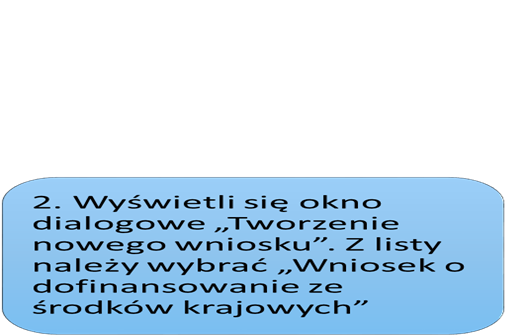 2. Wyświetli się okno
dialogowe „Tworzenie
nowego wniosku”. Z listy
należy wybrać „Wniosek o
dofinansowanie ze
środków krajowych”